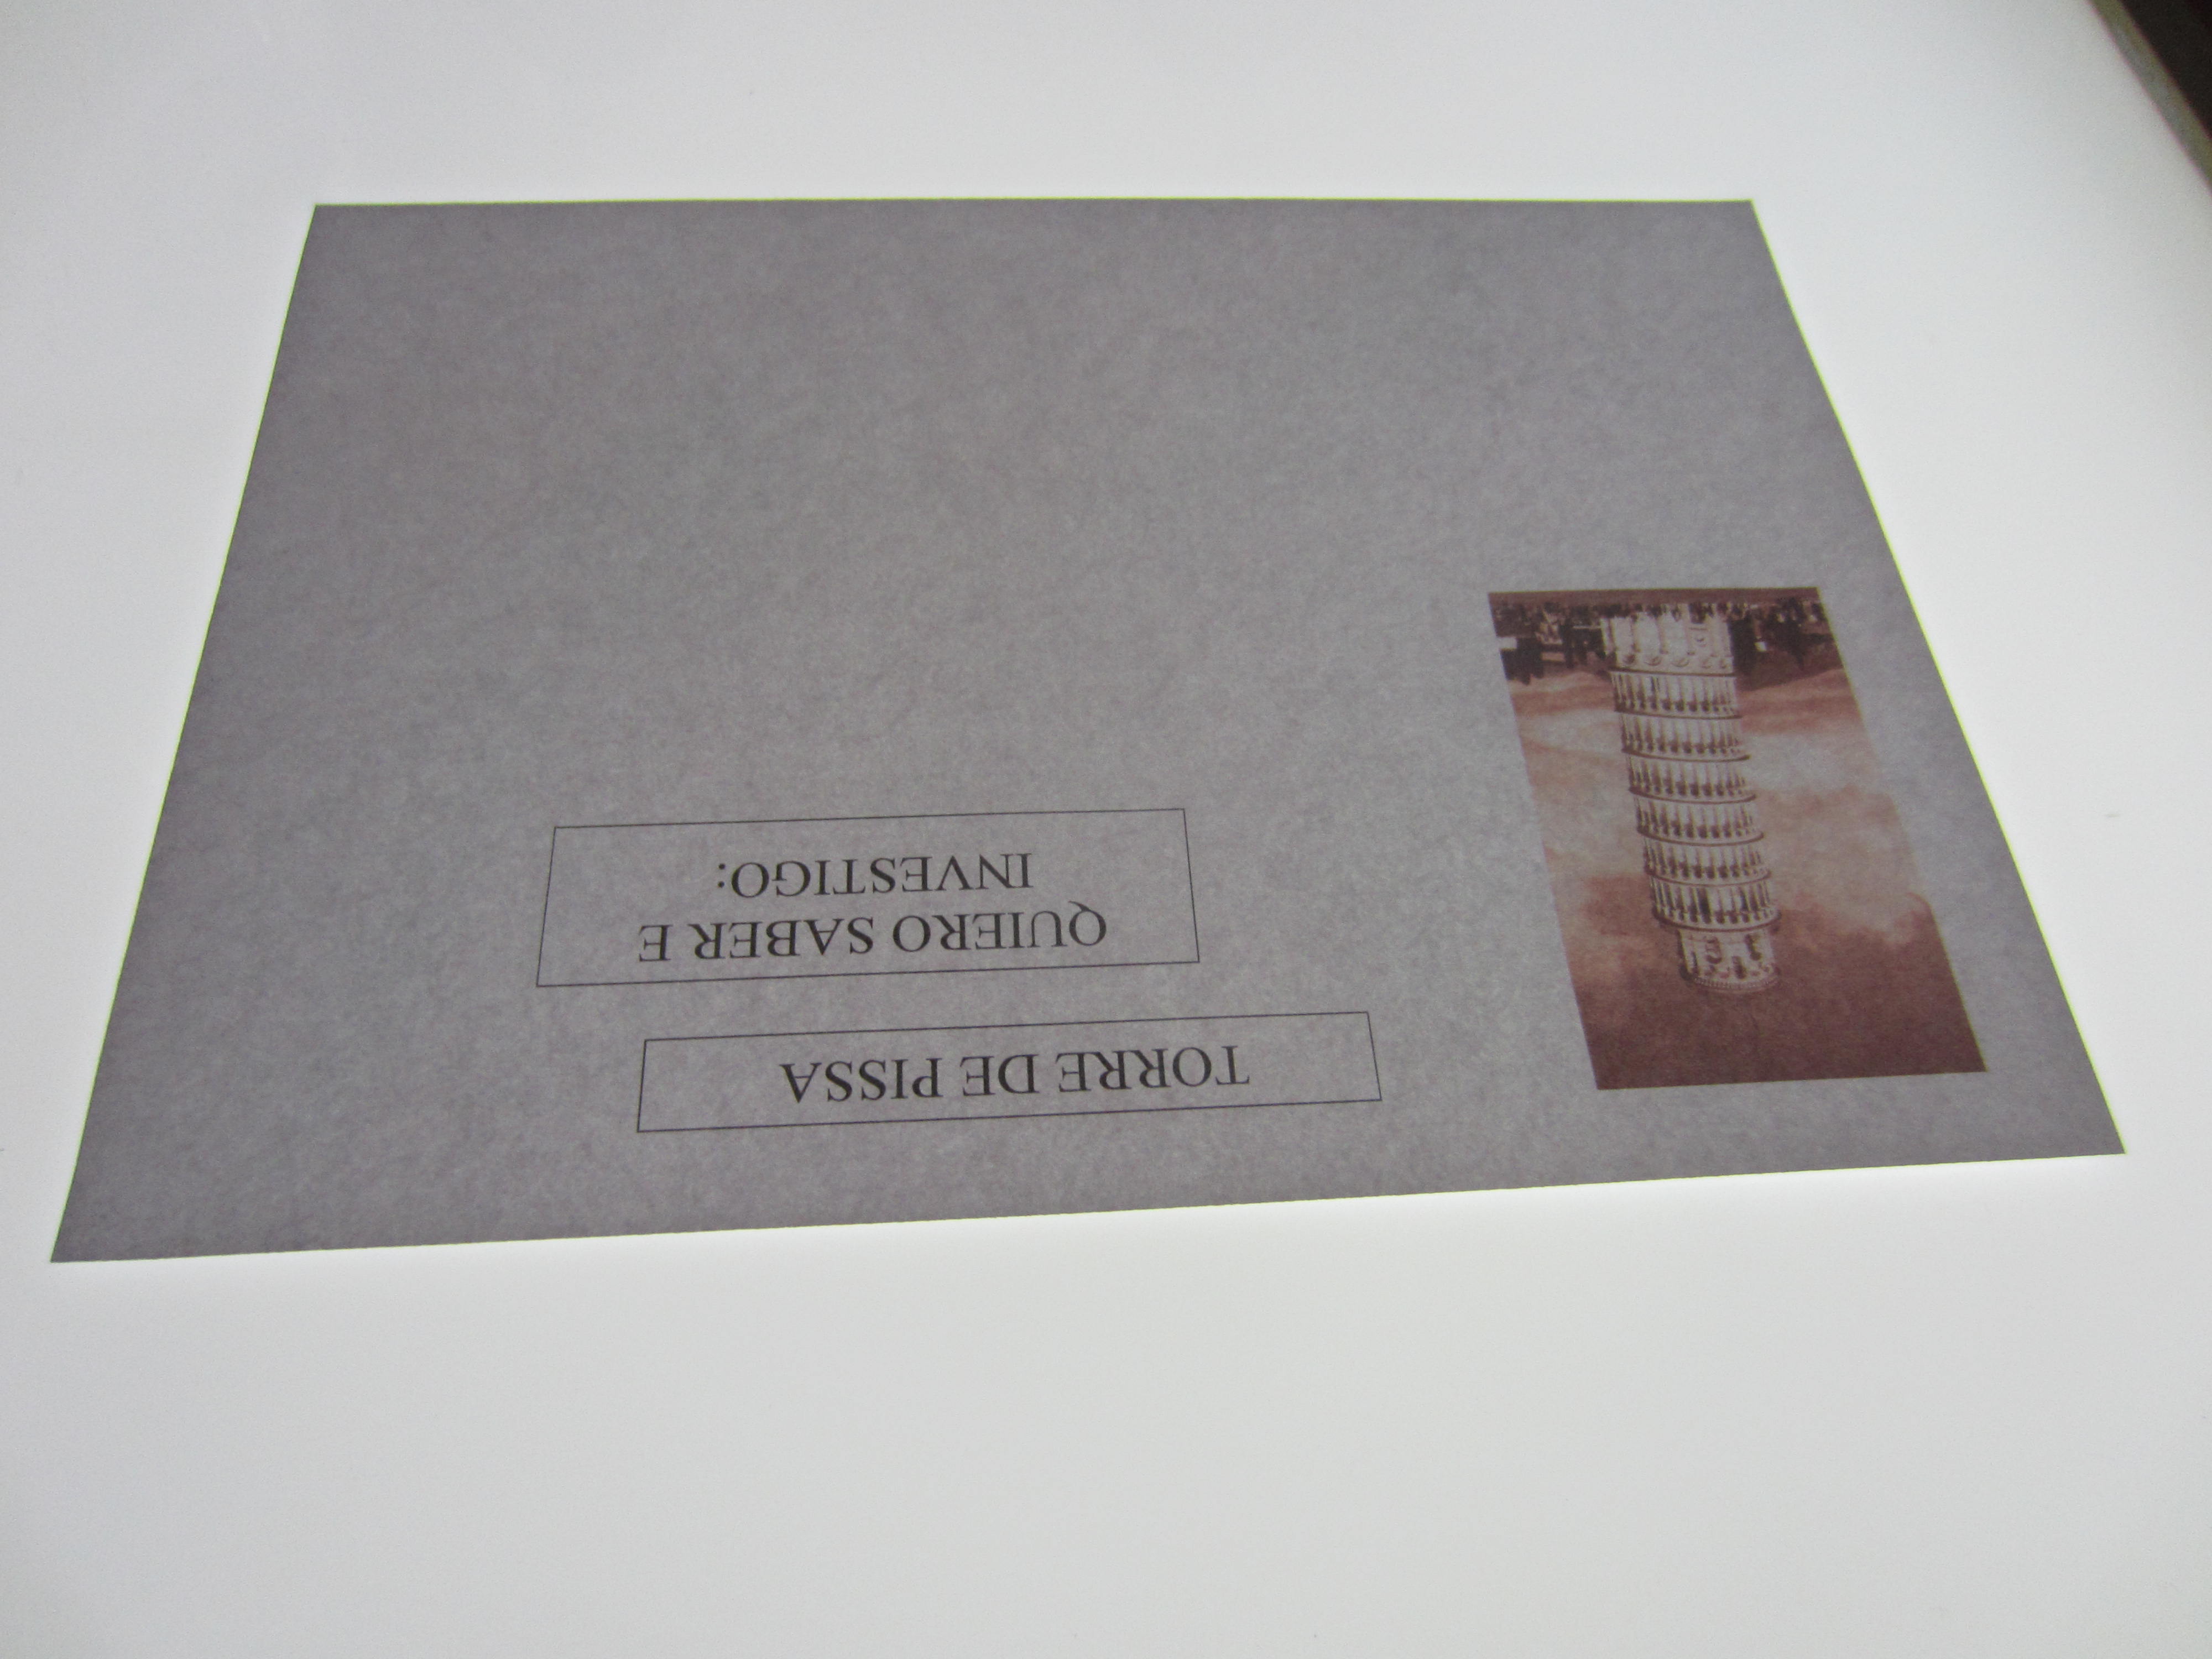 TORRE DE PISSA
QUIERO SABER E
INVESTIGO: